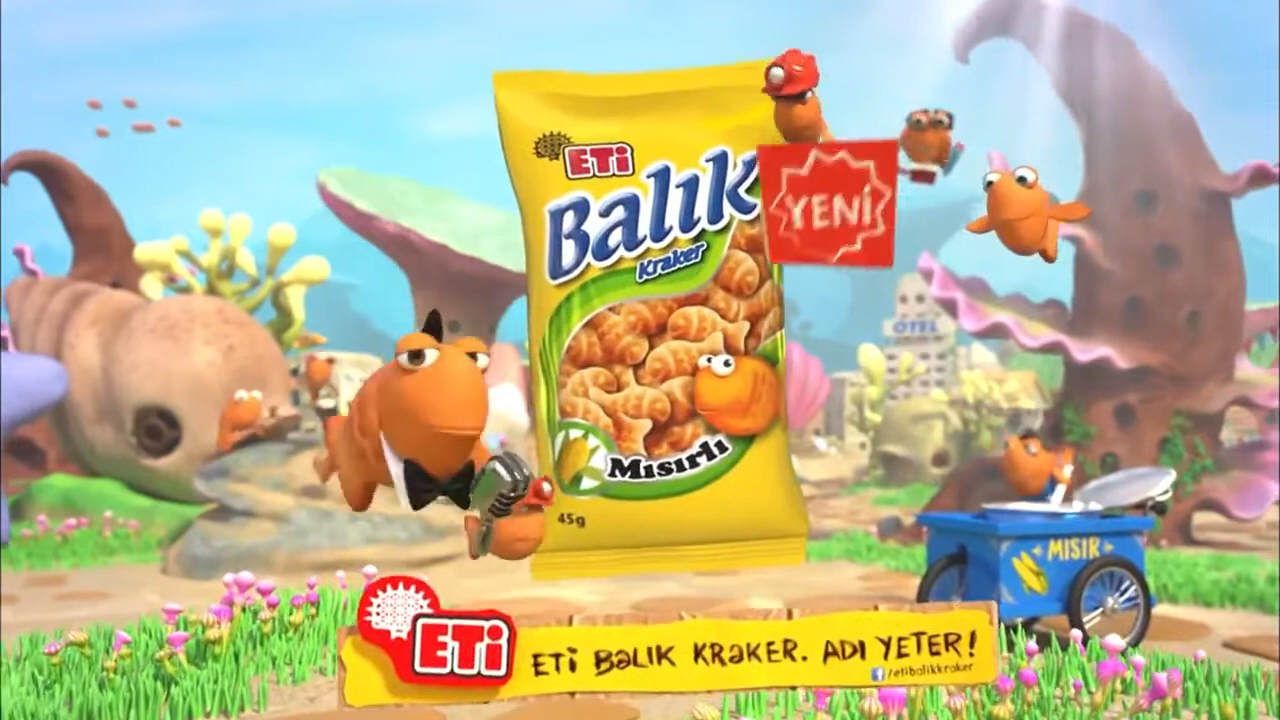 ETİ
Balık
Kraker
YENİ
OTEL
Mısırlı
45g
MISIR
ETİ
ETİ BALIK KRAKER. ADI YETER!
/etibalikkraker